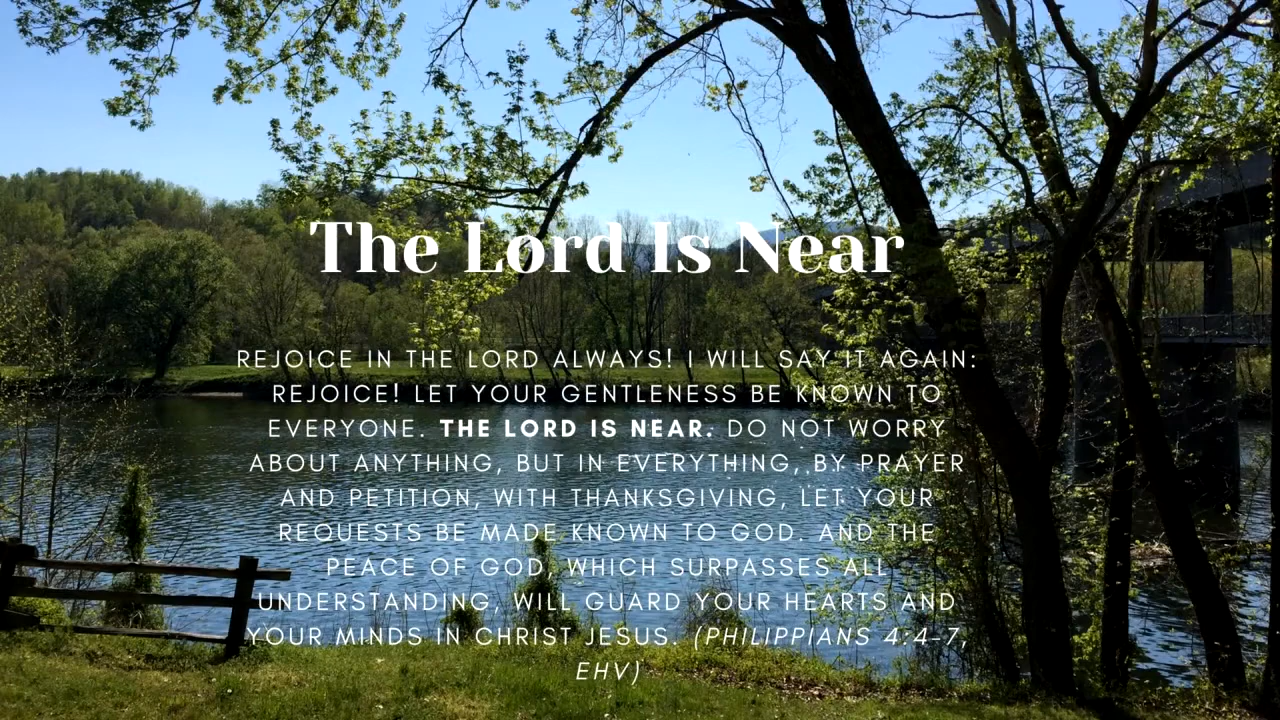 The Lord Is Near
REJOICE IN THE LORD ALWAYS! I WILL SAY IT AGAIN:
REJOICE! LET YOUR GENTLENESS BE KNOWN TO
EVERYONE. THE LORD IS NEAR. DO NOT WORRY
ABOUT ANYTHING, BUT IN EVERYTHING, BY PRAYER
AND PETITION, WITH THANKSGIVING, LET YOUR
REQUESTS BE MADE KNOWN TO GOD. AND THE
PEACE OF GOD, WHICH SURPASSES ALL
UNDERSTANDING, WILL GUARD YOUR HEARTS AND
YOUR MINDS IN CHRIST JESUS. (PHILIPPIANS 4:4-7,
EHV)